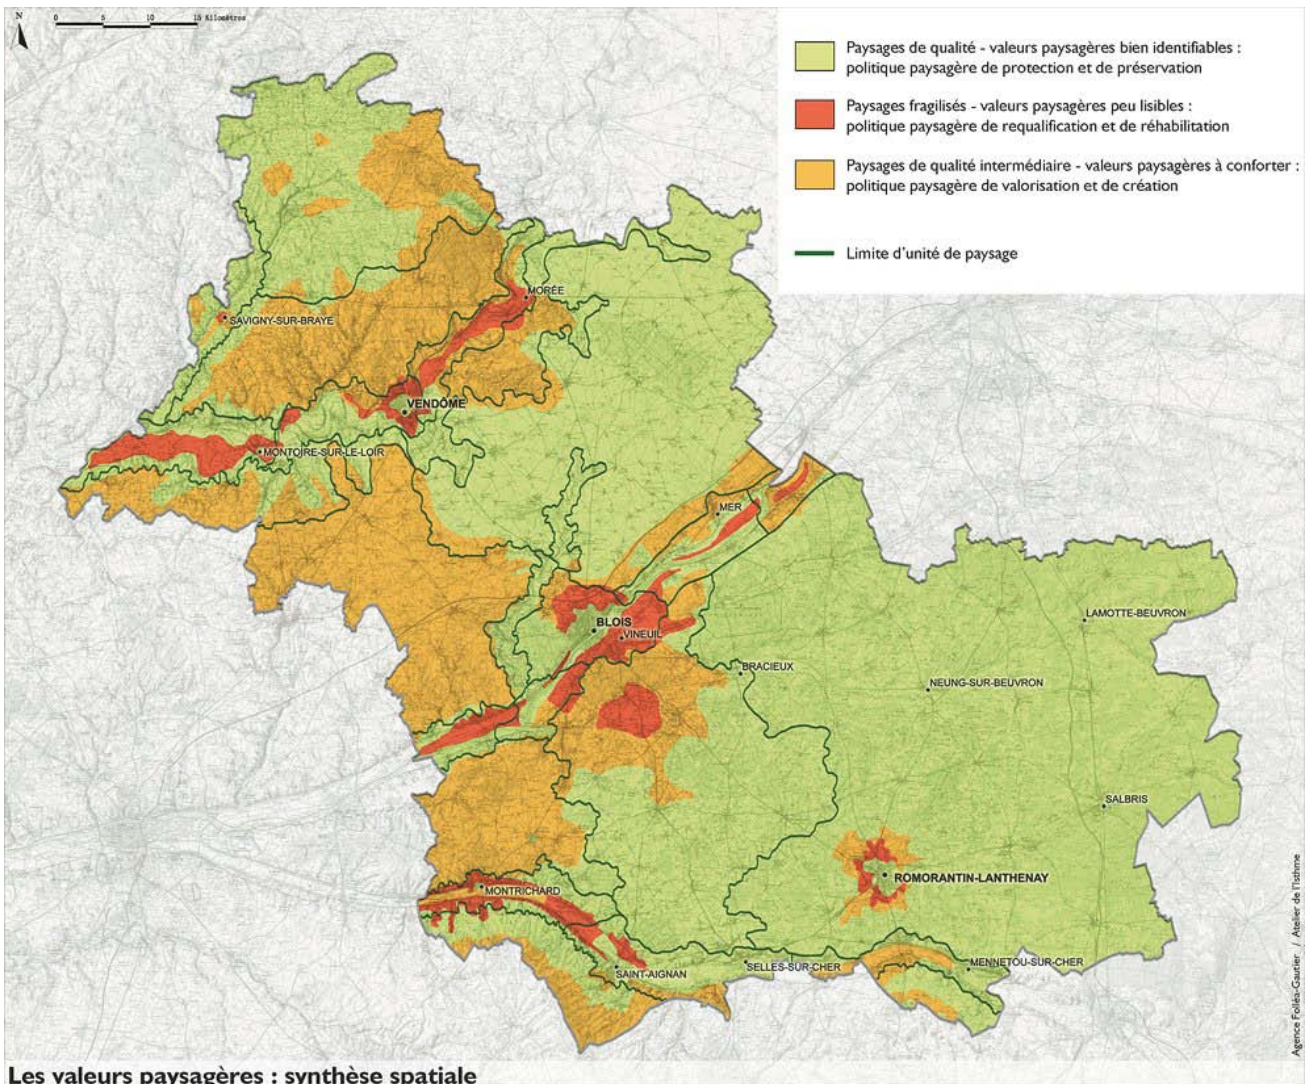 N
0 5 10 15 Kilomètres
Paysages de qualité - valeurs paysagères bien identifiables :
politique paysagère de protection et de préservation
Paysages fragilisés - valeurs paysagères peu lisibles :
politique paysagère de requalification et de réhabilitation
Paysages de qualité intermédiaire - valeurs paysagères à conforter :
politique paysagère de valorisation et de création
Limite d'unité de paysage
MORÉE
SAVIGNY-SUR-BRAYE
VENDÔME
MONTOIRE-SUR-LE-LOIR
MER
BLOIS
VINEUIL
LAMOTTE-BEUVRON
BRACIEUX
NEUNG-SUR-BEUVRON
SALBRIS
ROMORANTIN-LANTHENAY
MONTRICHARD
SAINT-AIGNAN
SELLES-SUR-CHER
MENNETOU-SUR-CHER
Agence Folléa-Gautier / Atelier de l'Isthme
Les valeurs paysagères : synthèse spatiale